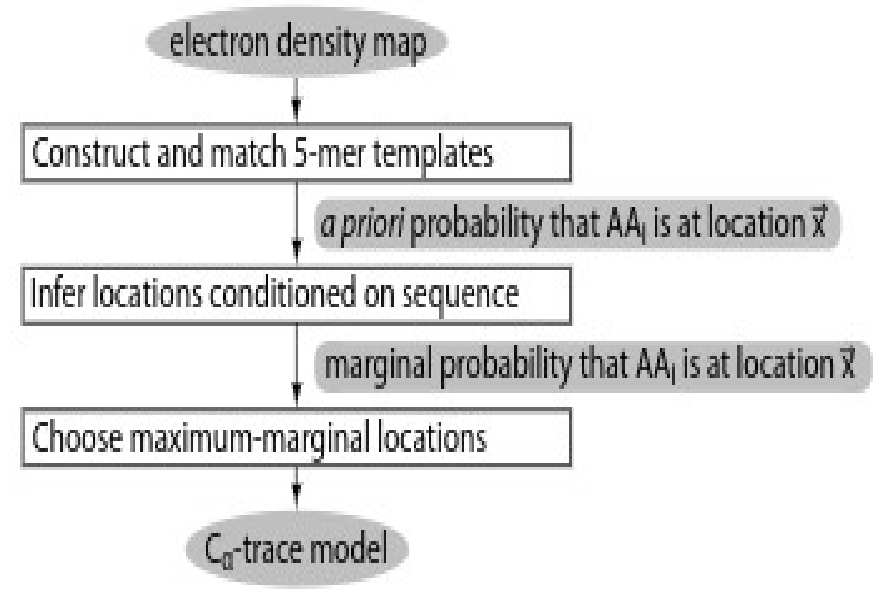 electron density map
Construct and match 5-mer templates
a priori probability that AAᵢ is at location x⃗
Infer locations conditioned on sequence
marginal probability that AAᵢ is at location x⃗
Choose maximum-marginal locations
Cα-trace model